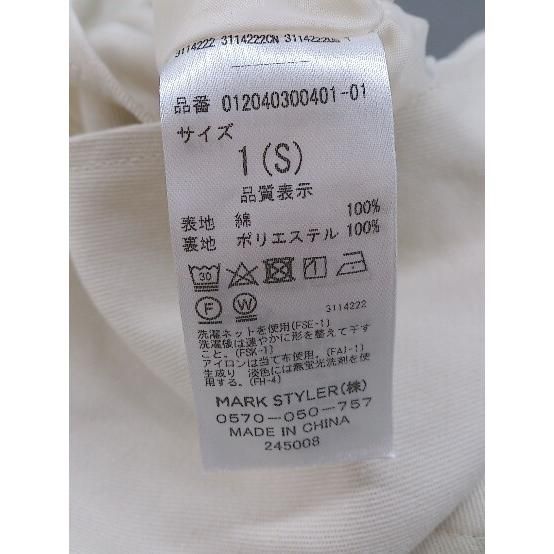 3114222 3114222CN 3114222
品番 012040300401-01
サイズ
1(S)
品質表示
表地 綿 100%
裏地 ポリエステル 100%
30
F W
3114222
洗濯ネットを使用(FSE-1)
洗濯後は速やかに形を整えて干す
こと。(FSK-1)
アイロンは当て布使用。(FAI-1)
生成り 淡色には無蛍光洗剤を使
用する。(FH-4)
MARK STYLER(株)
0570-050-757
MADE IN CHINA
245008